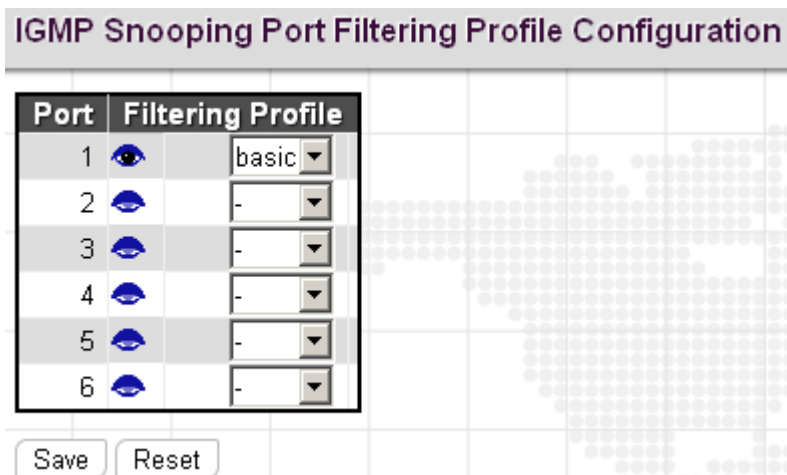 IGMP Snooping Port Filtering Profile Configuration
Port Filtering Profile
1 basic
2 -
3 -
4 -
5 -
6 -
Save Reset